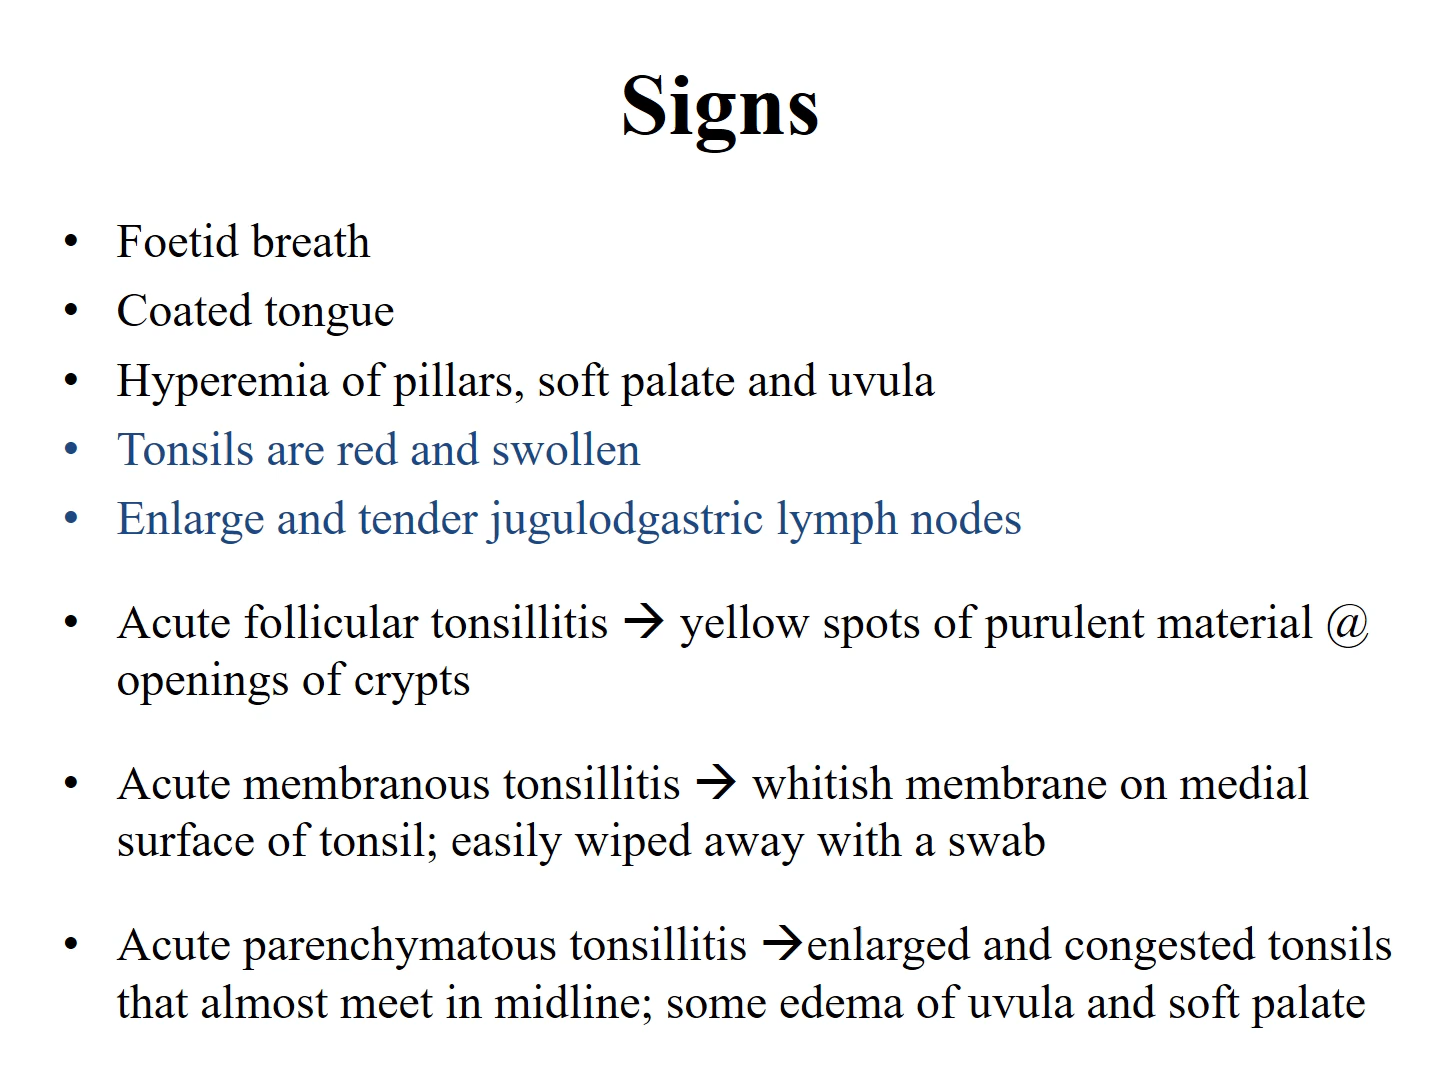 Signs
• Foetid breath
• Coated tongue
• Hyperemia of pillars, soft palate and uvula
• Tonsils are red and swollen
• Enlarge and tender jugulodgastric lymph nodes
• Acute follicular tonsillitis → yellow spots of purulent material @
openings of crypts
• Acute membranous tonsillitis → whitish membrane on medial
surface of tonsil; easily wiped away with a swab
• Acute parenchymatous tonsillitis →enlarged and congested tonsils
that almost meet in midline; some edema of uvula and soft palate